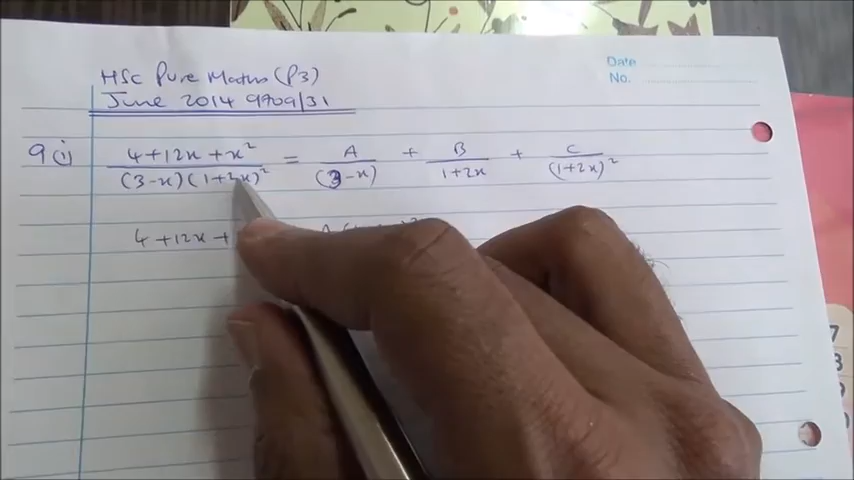 HSC Pure Maths (P3)
Date
June 2014 9709/31
No.
9(i) (4+12x+x²)/((3-x)(1+2x)²) = A/(3-x) + B/(1+2x) + C/(1+2x)²
4+12x+